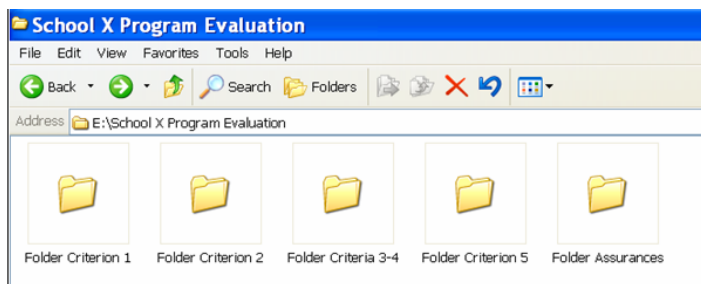 School X Program Evaluation
File Edit View Favorites Tools Help
Back Search Folders
Address E:\School X Program Evaluation
Folder Criterion 1 Folder Criterion 2 Folder Criteria 3-4 Folder Criterion 5 Folder Assurances